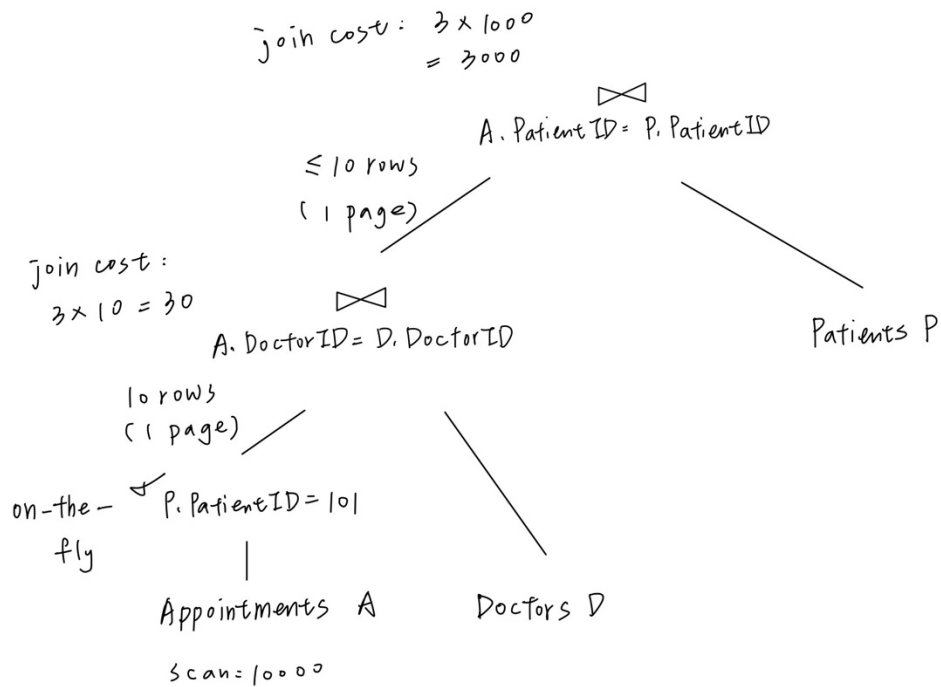 join cost: 3 × 1000
= 3000
⋈
A.PatientID = P.PatientID
≤ 10 rows
(1 page)
join cost:
3 × 10 = 30
⋈
A.DoctorID = D.DoctorID
Patients P
10 rows
(1 page)
on-the-
fly
σ P.PatientID = 101
Appointments A
Doctors D
scan = 10000